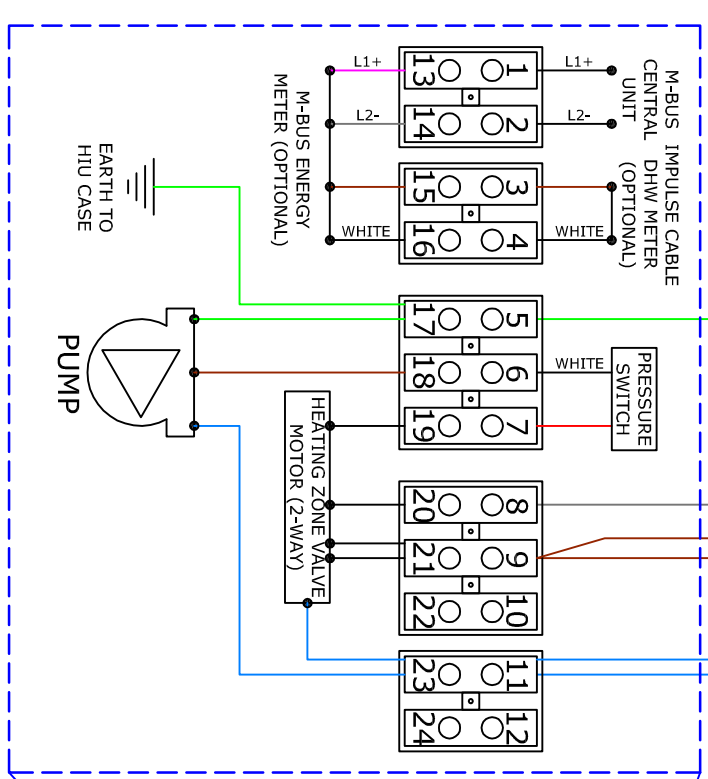 L1+
13
1
L1+
L2-
14
2
L2-
M-BUS
CENTRAL
UNIT
M-BUS ENERGY
METER (OPTIONAL)
15
3
WHITE
16
4
WHITE
IMPULSE CABLE
DHW METER
(OPTIONAL)
EARTH TO
HIU CASE
17
5
PUMP
18
6
WHITE
19
7
PRESSURE
SWITCH
HEATING ZONE VALVE
MOTOR (2-WAY)
20
8
21
9
22
10
23
11
24
12